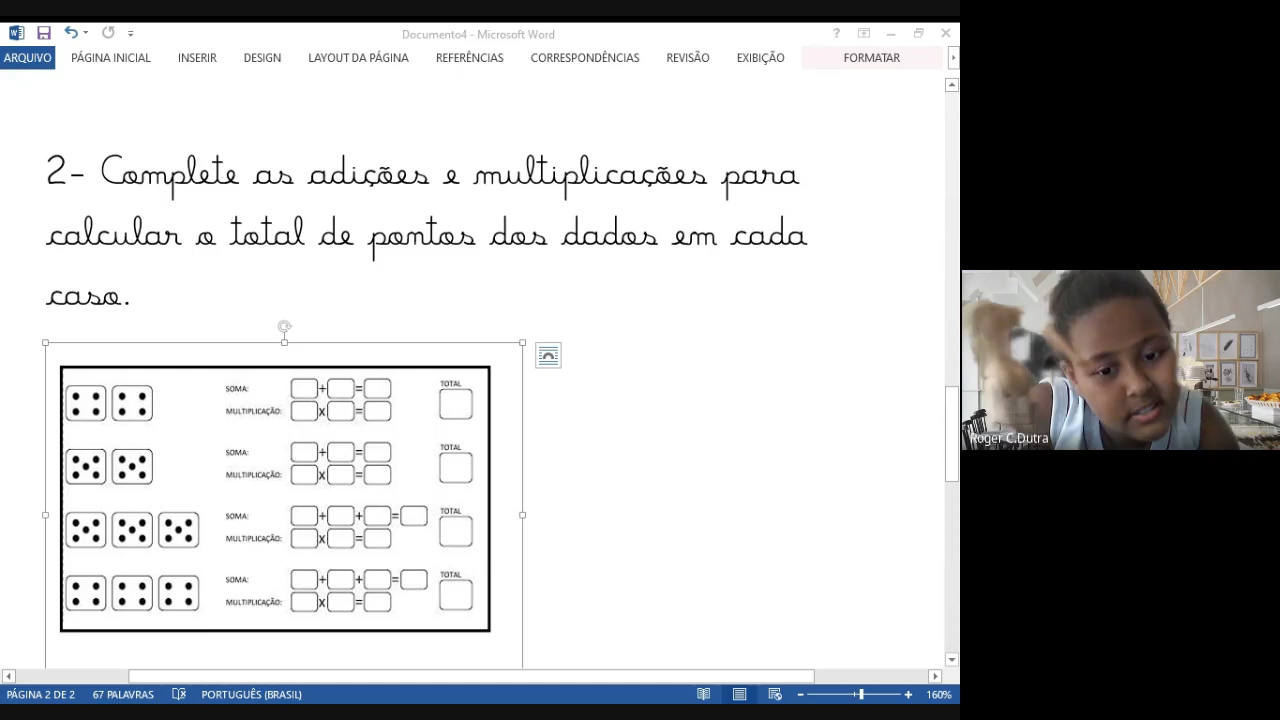 Documento4 - Microsoft Word
?
ARQUIVO PÁGINA INICIAL INSERIR DESIGN LAYOUT DA PÁGINA REFERÊNCIAS CORRESPONDÊNCIAS REVISÃO EXIBIÇÃO FORMATAR
2- Complete as adições e multiplicações para
calcular o total de pontos dos dados em cada
caso.
SOMA: + = TOTAL
MULTIPLICAÇÃO: x =
SOMA: + = TOTAL
MULTIPLICAÇÃO: x =
SOMA: + + = TOTAL
MULTIPLICAÇÃO: x =
SOMA: + + = TOTAL
MULTIPLICAÇÃO: x =
Roger C.Dutra
PÁGINA 2 DE 2 67 PALAVRAS PORTUGUÊS (BRASIL) 160%